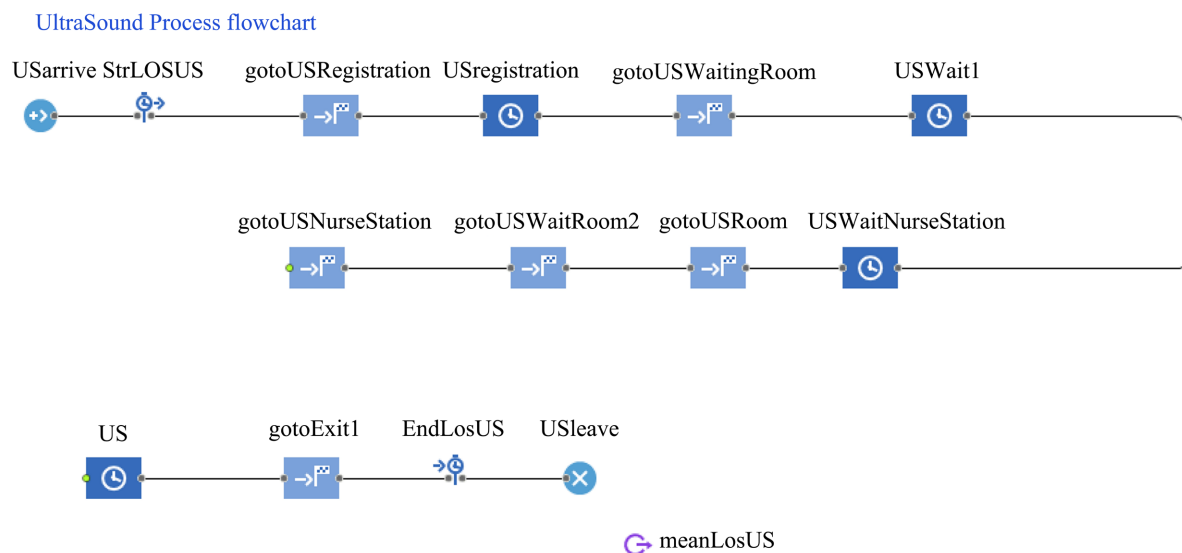 UltraSound Process flowchart
USarrive StrLOSUS gotoUSRegistration USregistration gotoUSWaitingRoom USWait1
gotoUSNurseStation gotoUSWaitRoom2 gotoUSRoom USWaitNurseStation
US gotoExit1 EndLosUS USleave
meanLosUS